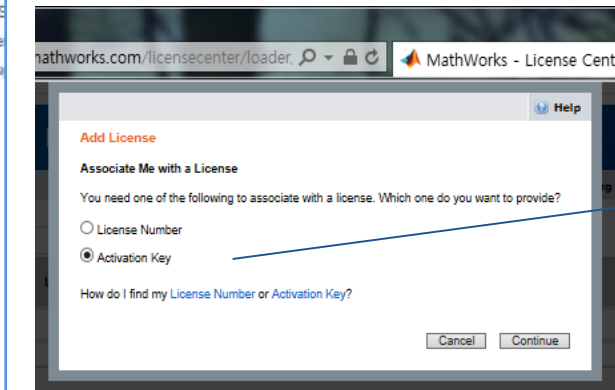 mathworks.com/licensecenter/loader,
MathWorks - License Cent
Help
Add License
Associate Me with a License
You need one of the following to associate with a license. Which one do you want to provide?
License Number
Activation Key
How do I find my License Number or Activation Key?
Cancel Continue